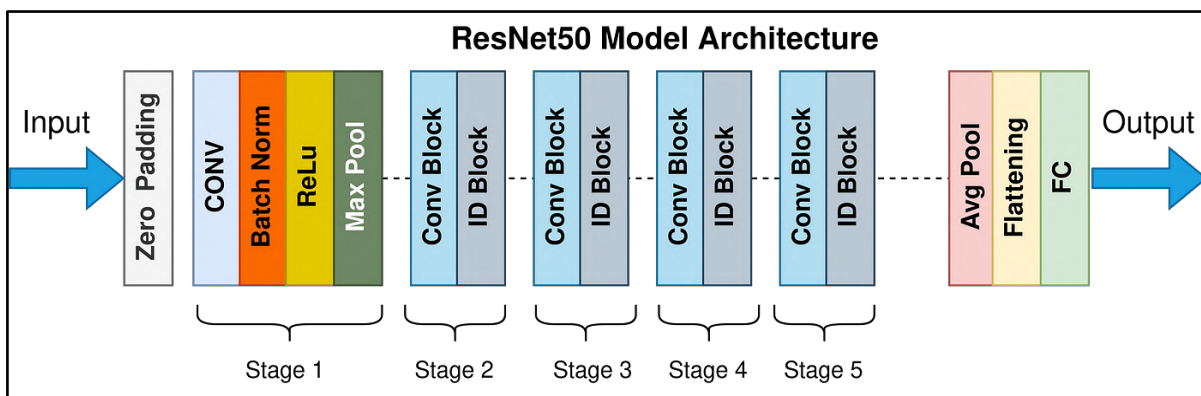 ResNet50 Model Architecture
Input
Zero Padding
CONV
Batch Norm
ReLu
Max Pool
Conv Block
ID Block
Conv Block
ID Block
Conv Block
ID Block
Conv Block
ID Block
Avg Pool
Flattening
FC
Output
Stage 1
Stage 2
Stage 3
Stage 4
Stage 5